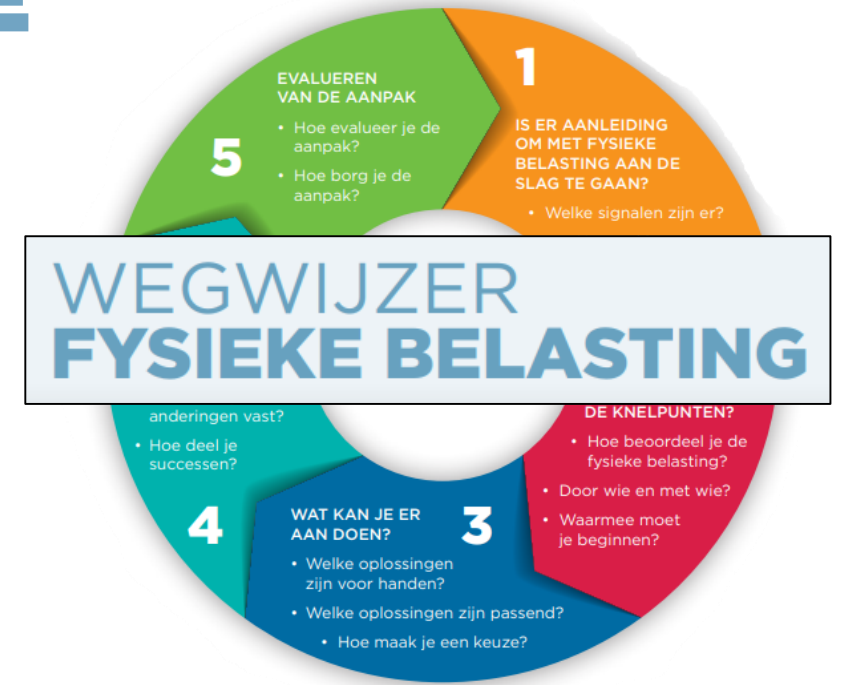 1
IS ER AANLEIDING
OM MET FYSIEKE
BELASTING AAN DE
SLAG TE GAAN?
• Welke signalen zijn er?
WEGWIJZER
FYSIEKE BELASTING
DE KNELPUNTEN?
• Hoe beoordeel je de
fysieke belasting?
• Door wie en met wie?
• Waarmee moet
je beginnen?
3
WAT KAN JE ER
AAN DOEN?
• Welke oplossingen
zijn voor handen?
• Welke oplossingen zijn passend?
• Hoe maak je een keuze?
4
anderingen vast?
• Hoe deel je
successen?
5
EVALUEREN
VAN DE AANPAK
• Hoe evalueer je de
aanpak?
• Hoe borg je de
aanpak?